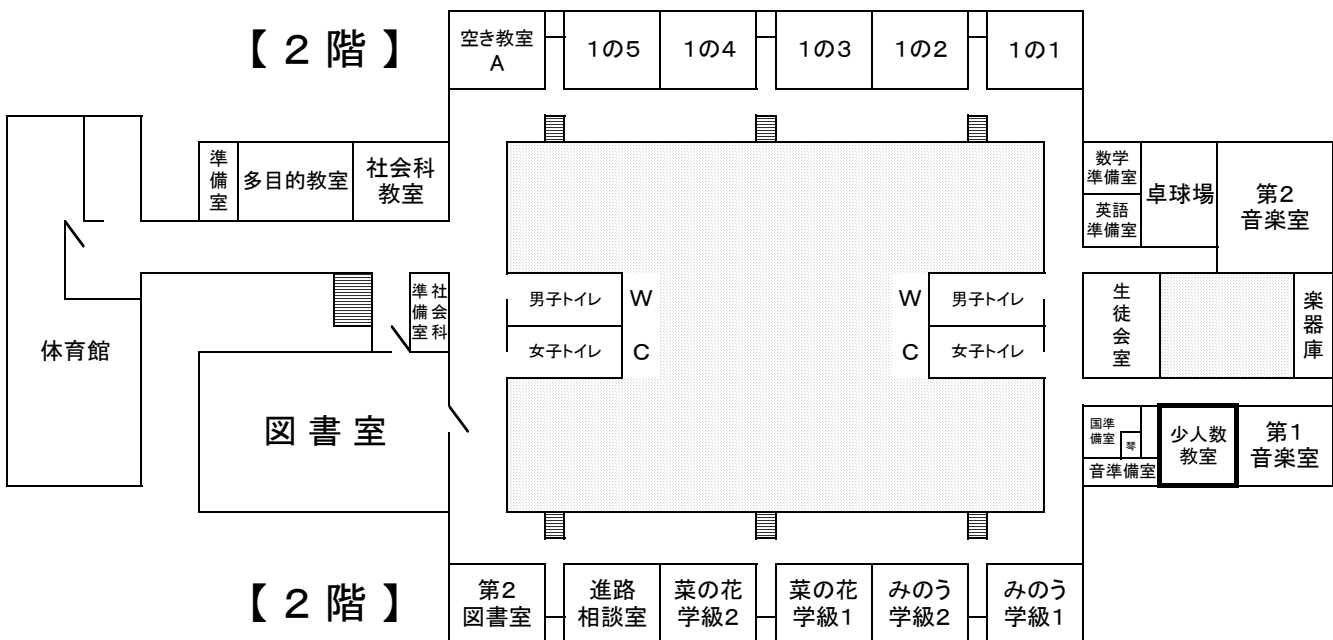 【 2 階 】
空き教室
A
1の5
1の4
1の3
1の2
1の1
準備室
多目的教室
社会科
教室
数学
準備室
英語
準備室
卓球場
第2
音楽室
体育館
社会科
準備室
男子トイレ
W
女子トイレ
C
W
男子トイレ
C
女子トイレ
生徒会室
楽器庫
図書室
国準
備室
琴
音準備室
少人数
教室
第1
音楽室
【 2 階 】
第2
図書室
進路
相談室
菜の花
学級2
菜の花
学級1
みのう
学級2
みのう
学級1